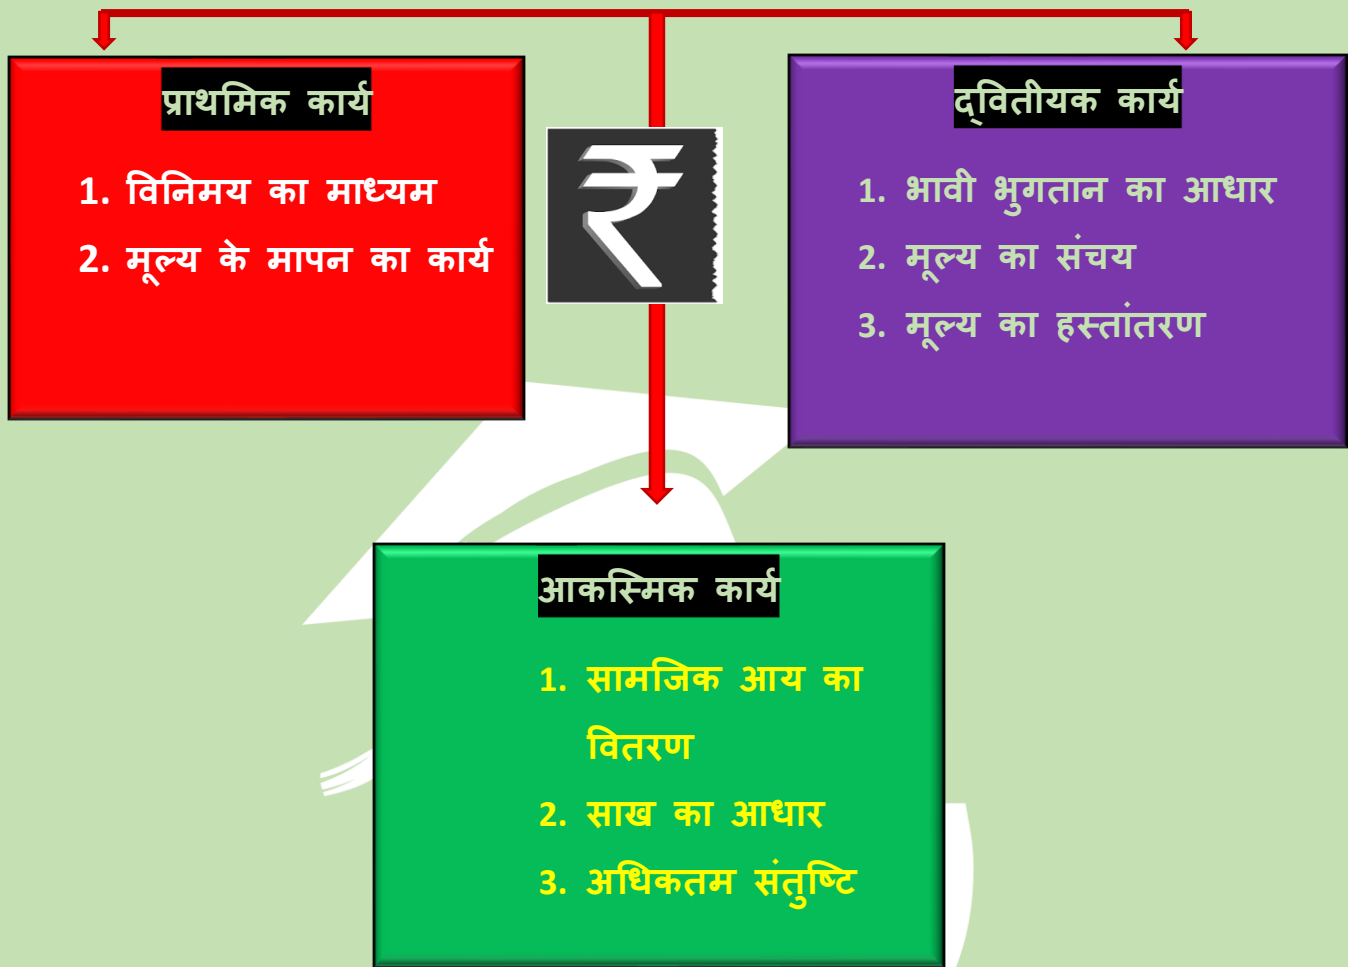 प्राथमिक कार्य
1. विनिमय का माध्यम
2. मूल्य के मापन का कार्य
₹
द्वितीयक कार्य
1. भावी भुगतान का आधार
2. मूल्य का संचय
3. मूल्य का हस्तांतरण
आकस्मिक कार्य
1. सामजिक आय का
वितरण
2. साख का आधार
3. अधिकतम संतुष्टि